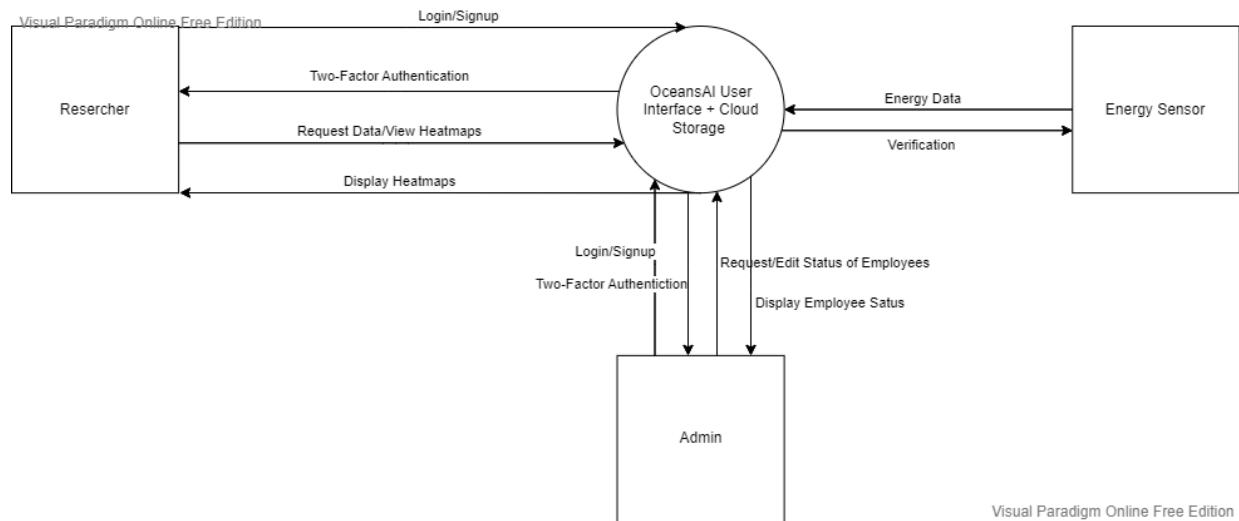 Visual Paradigm Online Free Edition
Login/Signup
Two-Factor Authentication
Resercher
OceansAI User
Interface + Cloud
Storage
Energy Data
Energy Sensor
Request Data/View Heatmaps
Verification
Display Heatmaps
Login/Signup
Request/Edit Status of Employees
Two-Factor Authentiction
Display Employee Satus
Admin
Visual Paradigm Online Free Edition